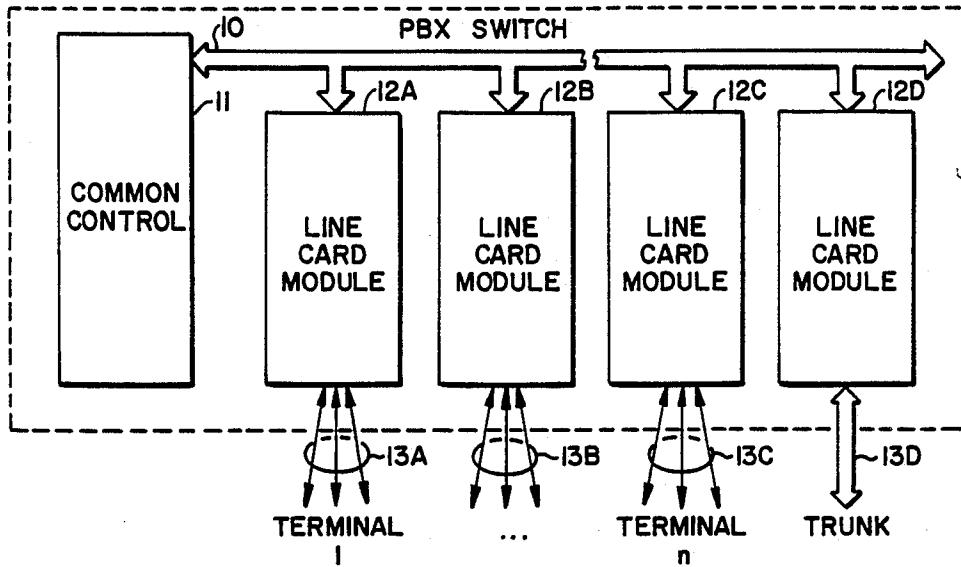 10
PBX SWITCH
11
12A
12B
12C
12D
COMMON
CONTROL
LINE
CARD
MODULE
LINE
CARD
MODULE
LINE
CARD
MODULE
LINE
CARD
MODULE
13A
13B
13C
13D
TERMINAL
1
...
TERMINAL
n
TRUNK